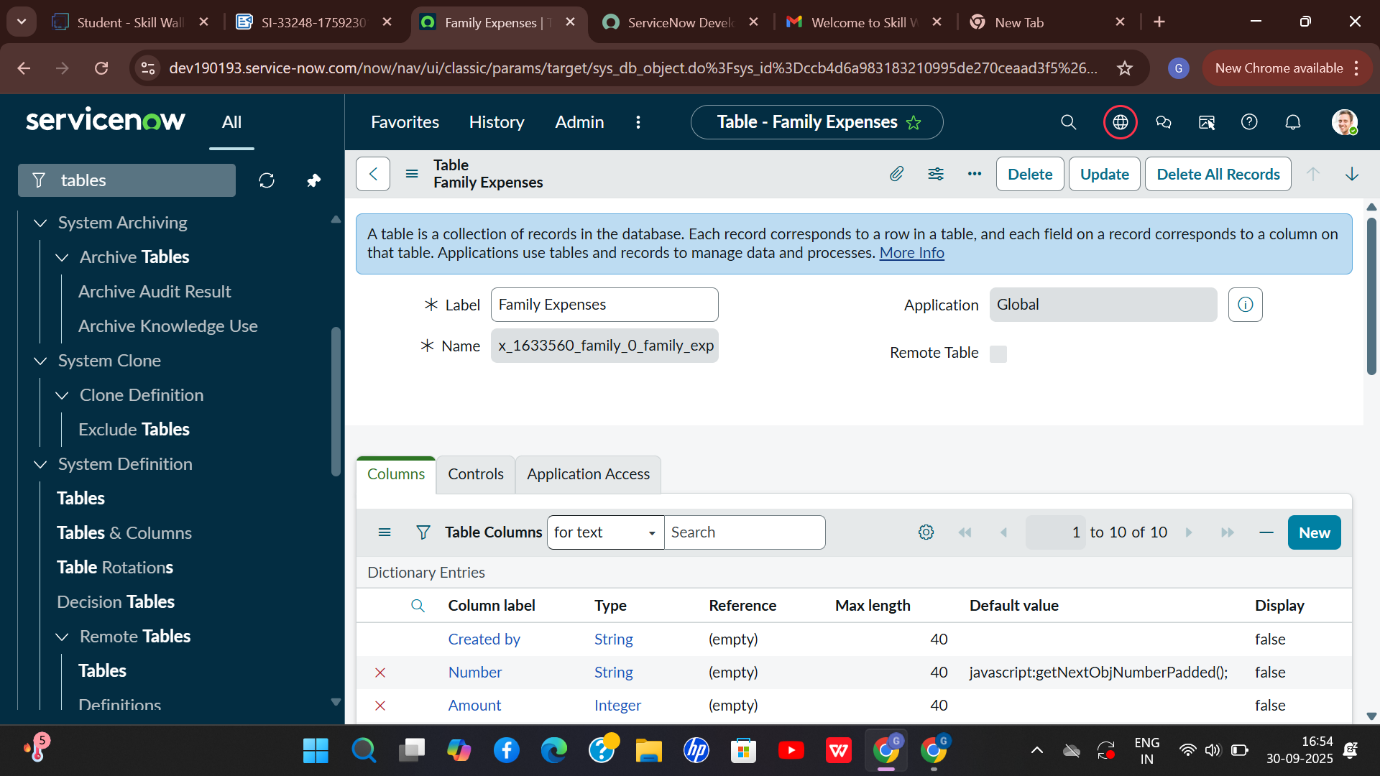 Student - Skill Wall
SI-33248-1759230
Family Expenses | T
ServiceNow Devel
Welcome to Skill W
New Tab
dev190193.service-now.com/now/nav/ui/classic/params/target/sys_db_object.do%3Fsys_id%3Dccb4d6a983183210995de270ceaad3f5%26...
G
New Chrome available
servicenow
All
Favorites
History
Admin
Table - Family Expenses
tables
System Archiving
Archive Tables
Archive Audit Result
Archive Knowledge Use
System Clone
Clone Definition
Exclude Tables
System Definition
Tables
Tables & Columns
Table Rotations
Decision Tables
Remote Tables
Tables
Definitions
Table
Family Expenses
Delete
Update
Delete All Records
A table is a collection of records in the database. Each record corresponds to a row in a table, and each field on a record corresponds to a column on
that table. Applications use tables and records to manage data and processes. More Info
Label Family Expenses
Application Global
Name x_1633560_family_0_family_exp
Remote Table
Columns
Controls
Application Access
Table Columns for text Search 1 to 10 of 10 New
Dictionary Entries
Column label Type Reference Max length Default value Display
Created by String (empty) 40 false
Number String (empty) 40 javascript:getNextObjNumberPadded(); false
Amount Integer (empty) 40 false
5
hp
W
G
G
ENG
IN
16:54
30-09-2025